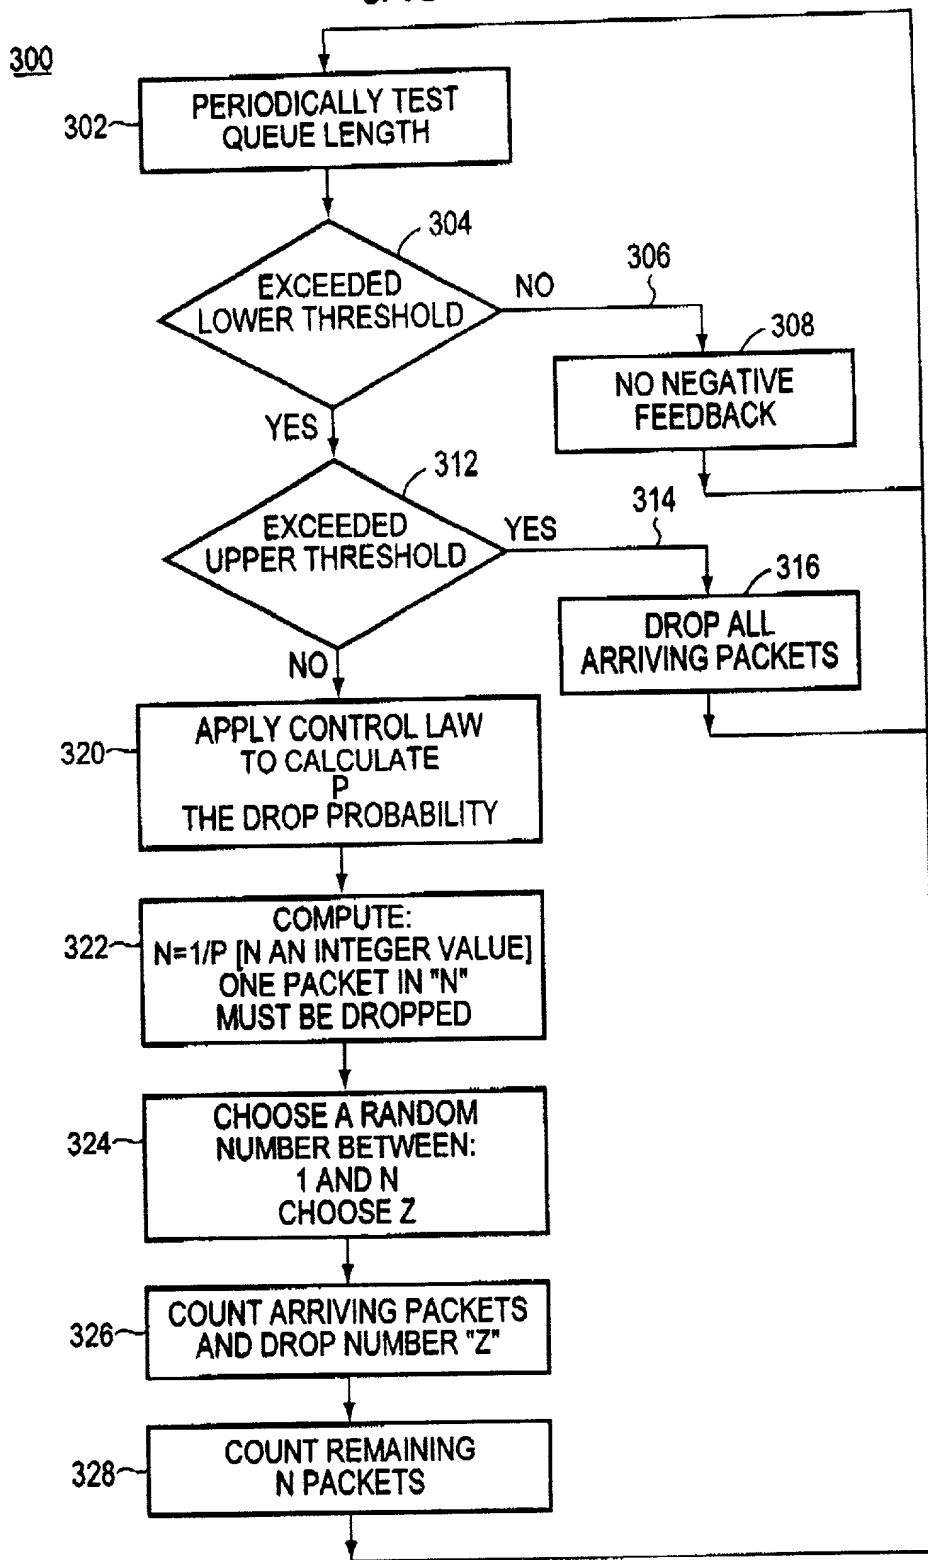 300
302
PERIODICALLY TEST
QUEUE LENGTH
304
EXCEEDED
LOWER THRESHOLD
NO
306
308
NO NEGATIVE
FEEDBACK
YES
312
EXCEEDED
UPPER THRESHOLD
YES
314
316
DROP ALL
ARRIVING PACKETS
NO
320
APPLY CONTROL LAW
TO CALCULATE
P
THE DROP PROBABILITY
322
COMPUTE:
N=1/P [N AN INTEGER VALUE]
ONE PACKET IN "N"
MUST BE DROPPED
324
CHOOSE A RANDOM
NUMBER BETWEEN:
1 AND N
CHOOSE Z
326
COUNT ARRIVING PACKETS
AND DROP NUMBER "Z"
328
COUNT REMAINING
N PACKETS